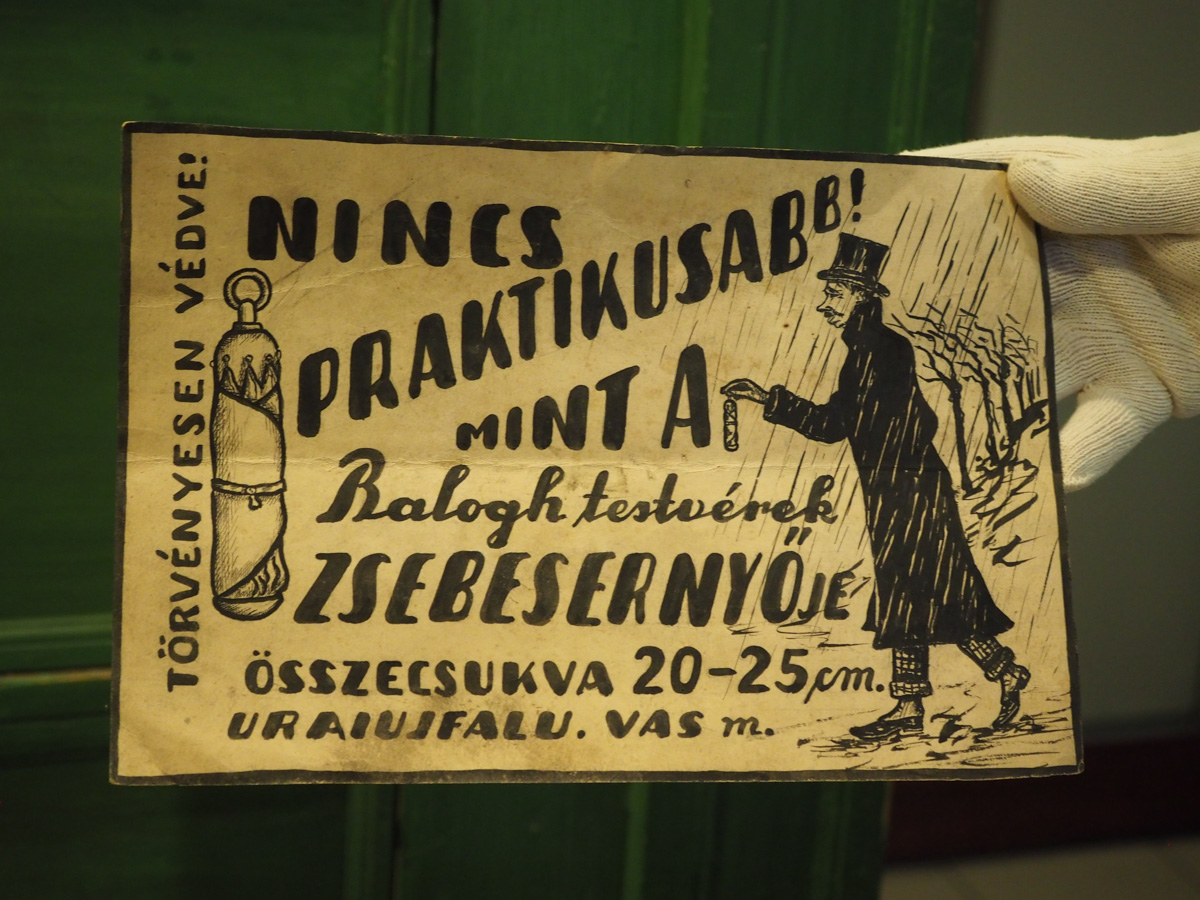 TÖRVÉNYESEN VÉDVE!
NINCS
PRAKTIKUSABB!
MINT A
Balogh testvérek
ZSEBESERNYŐJE
ÖSSZECSUKVA 20-25 cm.
URAIUJFALU. VAS m.